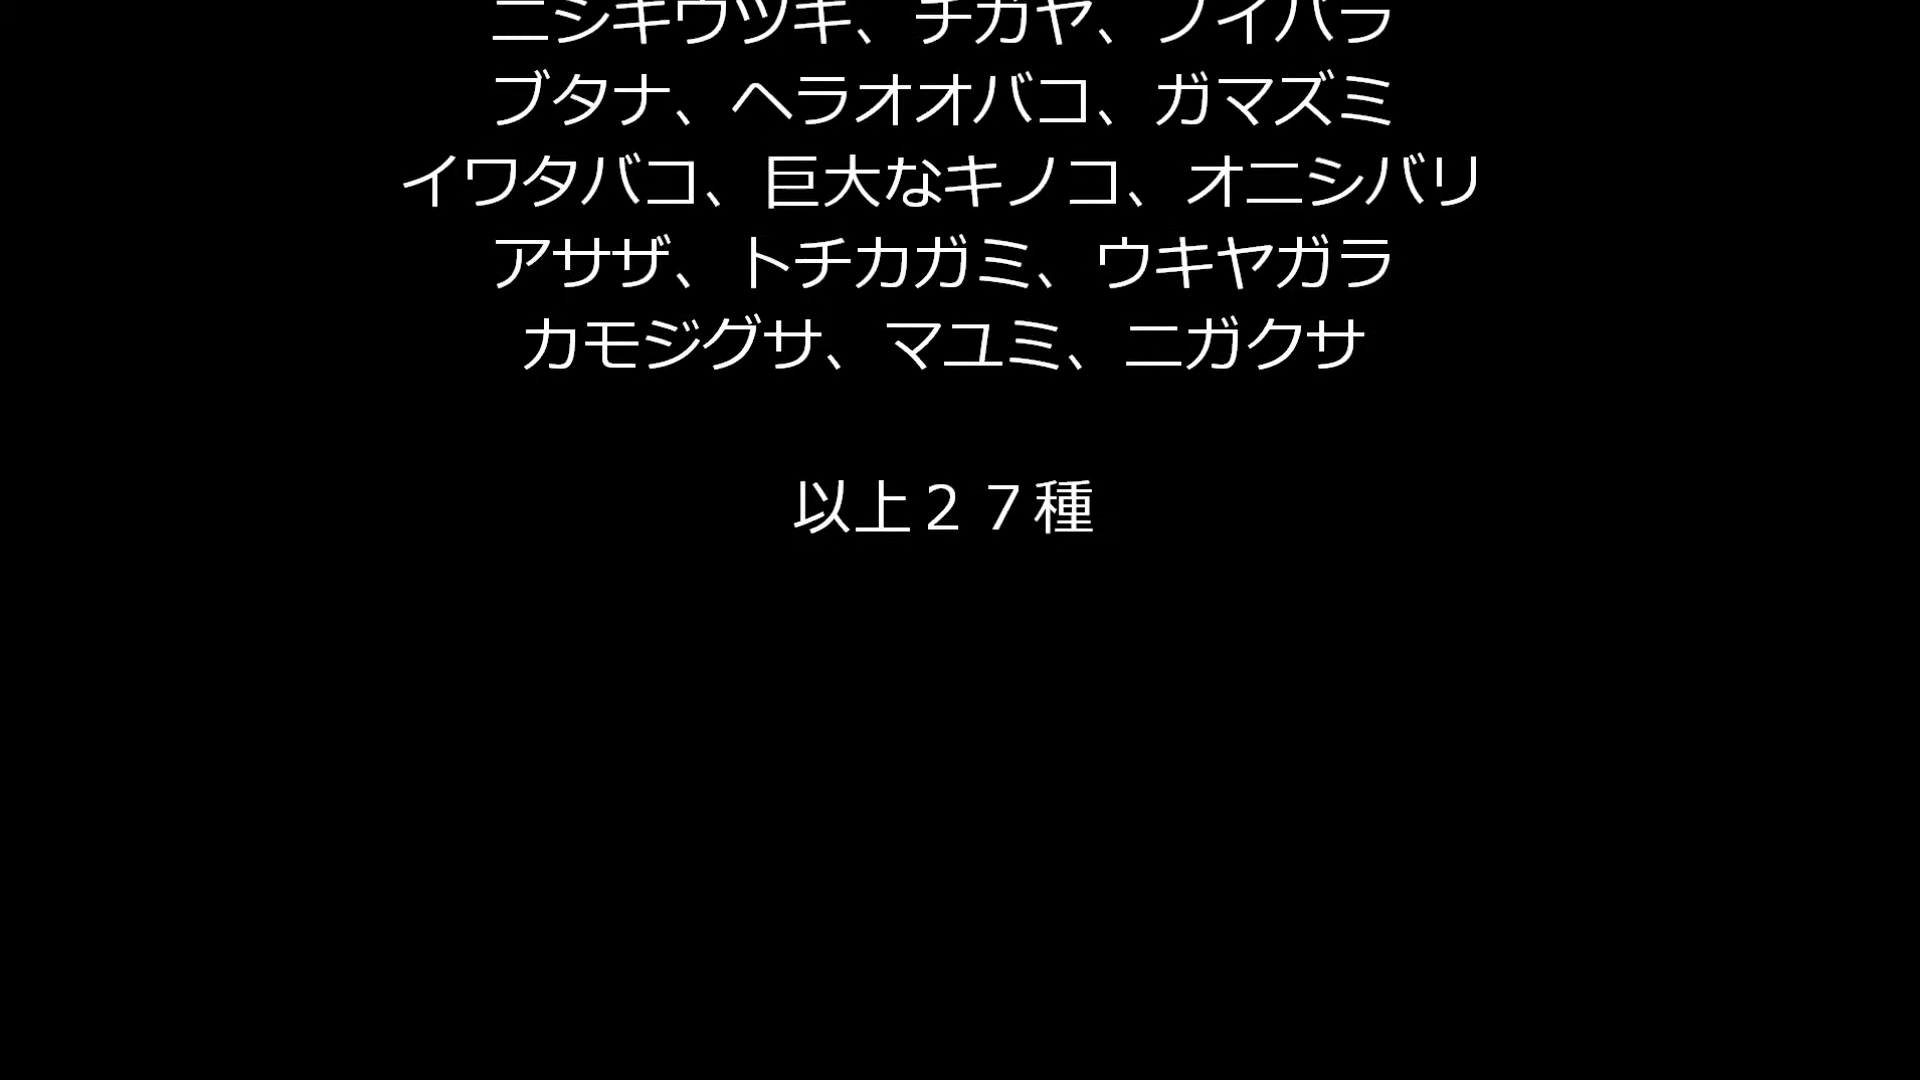 ニシキウツギ、チガヤ、ノイバラ
ブタナ、ヘラオオバコ、ガマズミ
イワタバコ、巨大なキノコ、オニシバリ
アサザ、トチカガミ、ウキヤガラ
カモジグサ、マユミ、ニガクサ
以上２７種